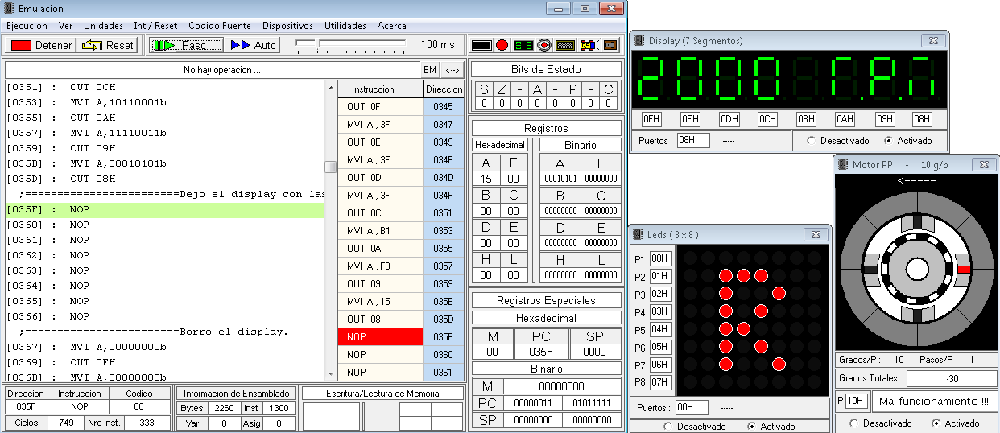 Emulacion
Ejecucion Ver Unidades Int / Reset Codigo Fuente Dispositivos Utilidades Acerca
Detener Reset Paso Auto 100 ms
No hay operacion ... EM <-->
[0351] : OUT 0CH
[0353] : MVI A,10110001b
[0355] : OUT 0AH
[0357] : MVI A,11110011b
[0359] : OUT 09H
[035B] : MVI A,00010101b
[035D] : OUT 08H
;========================Dejo el display con las
[035F] : NOP
[0360] : NOP
[0361] : NOP
[0362] : NOP
[0363] : NOP
[0364] : NOP
[0365] : NOP
[0366] : NOP
;========================Borro el display.
[0367] : MVI A,00000000b
[0369] : OUT 0FH
[036B] : MVI A,00000000b
Instruccion Direccion
OUT 0F 0345
MVI A,3F 0347
OUT 0E 0349
MVI A,3F 034B
OUT 0D 034D
MVI A,3F 034F
OUT 0C 0351
MVI A,B1 0353
OUT 0A 0355
MVI A,F3 0357
OUT 09 0359
MVI A,15 035B
OUT 08 035D
NOP 035F
NOP 0360
NOP 0361
Direccion Instruccion Codigo
035F NOP 00
Ciclos 749 Nro Inst. 333
Informacion de Ensamblado
Bytes 2260 Inst 1300
Var 0 Asig 0
Escritura/Lectura de Memoria
Bits de Estado
S Z - A - P - C
0 0 0 0 0 0 0 0
Registros
Hexadecimal Binario
A F A F
15 00 00010101 00000000
B C B C
00 00 00000000 00000000
D E D E
00 00 00000000 00000000
H L H L
00 00 00000000 00000000
Registros Especiales
Hexadecimal
M PC SP
00 035F 0000
Binario
M 00000000
PC 00000011 01011111
SP 00000000 00000000
Display (7 Segmentos)
2000 r.P.n
0FH 0EH 0DH 0CH 0BH 0AH 09H 08H
Puertos : 08H ----- Desactivado Activado
Leds ( 8 x 8 )
P1 00H
P2 01H
P3 02H
P4 03H
P5 04H
P6 05H
P7 06H
P8 07H
R
Puertos : 00H -----
Desactivado Activado
Motor PP - 10 g/p
<-----
Grados/P : 10 Pasos/R : 1
Grados Totales : -30
P 10H Mal funcionamiento !!!
Desactivado Activado